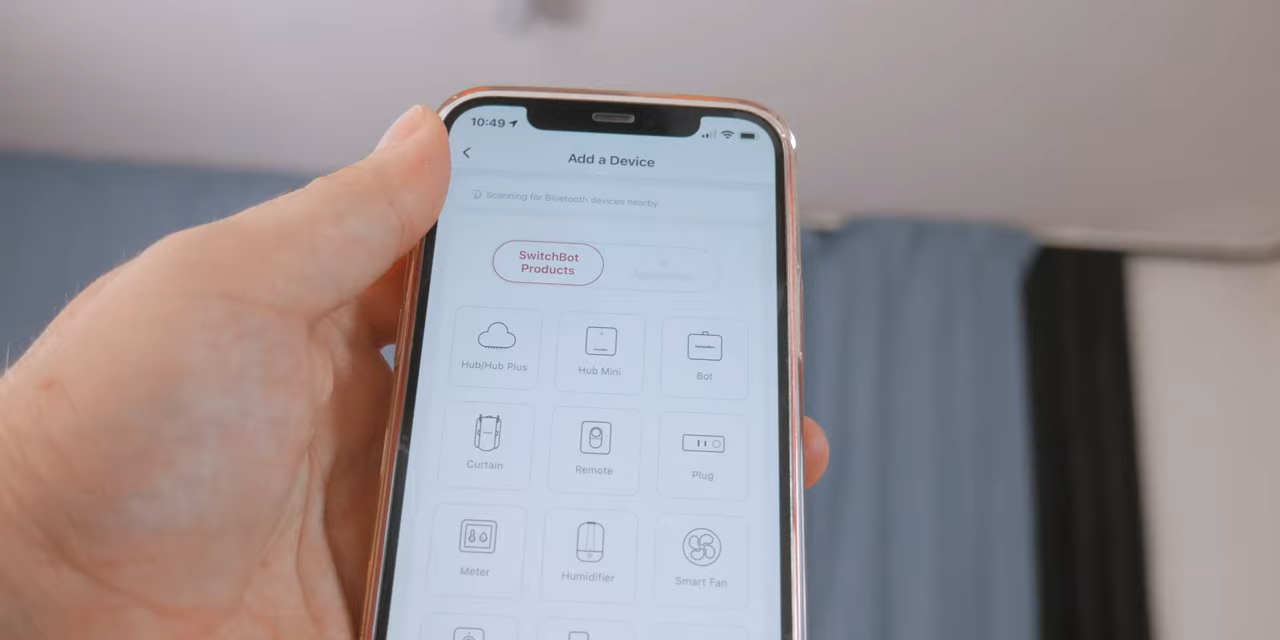 10:49
Add a Device
Scanning for Bluetooth devices nearby
SwitchBot
Products
Hub/Hub Plus
Hub Mini
Bot
Curtain
Remote
Plug
Meter
Humidifier
Smart Fan